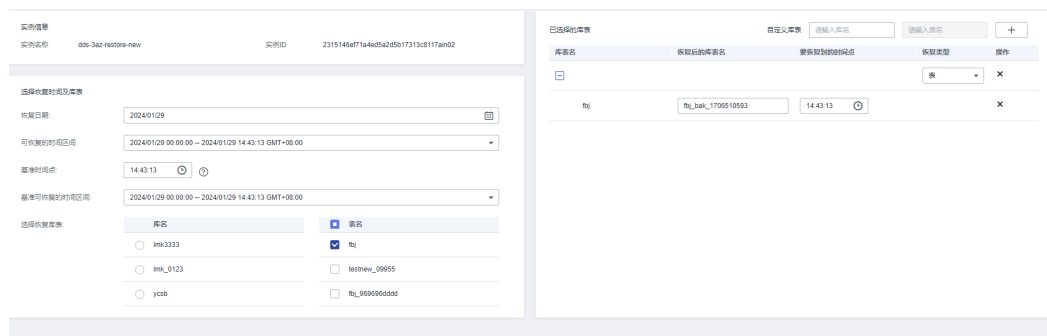 实例信息
实例名称 dds-3az-restore-new 实例ID 2315146ef71a4ed5a2d5b17313c8117ain02
选择恢复时间及库表
恢复日期: 2024/01/29
可恢复的时间区间 2024/01/29 00:00:00 -- 2024/01/29 14:43:13 GMT+08:00
基准时间点: 14:43:13
基准可恢复的时间区间: 2024/01/29 00:00:00 -- 2024/01/29 14:43:13 GMT+08:00
选择恢复库表 库名 表名
lmk3333 fbj
lmk_0123 testnew_09955
ycsb fbj_969696dddd
已选择的库表 自定义库表 请输入库名 请输入表名
库表名 恢复后的库表名 要恢复到的时间点 恢复类型 操作
表
fbj fbj_bak_1706510593 14:43:13